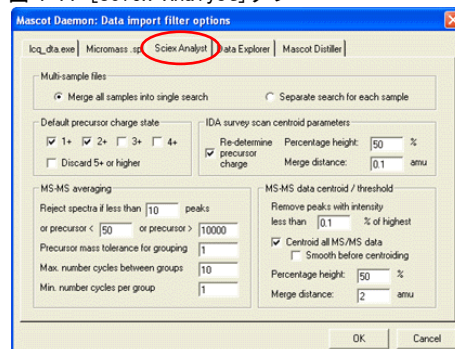 Mascot Daemon: Data import filter options
lcq_dta.exe Micromass .sp Sciex Analyst Data Explorer Mascot Distiller
Multi-sample files
Merge all samples into single search Separate search for each sample
Default precursor charge state
1+ 2+ 3+ 4+
Discard 5+ or higher
IDA survey scan centroid parameters
Re-determine precursor charge
Percentage height: 50 %
Merge distance: 0.1 amu
MS-MS averaging
Reject spectra if less than 10 peaks
or precursor < 50 or precursor > 10000
Precursor mass tolerance for grouping 1
Max. number cycles between groups 10
Min. number cycles per group 1
MS-MS data centroid / threshold
Remove peaks with intensity
less than 0.1 % of highest
Centroid all MS/MS data
Smooth before centroiding
Percentage height: 50 %
Merge distance: 2 amu
OK Cancel